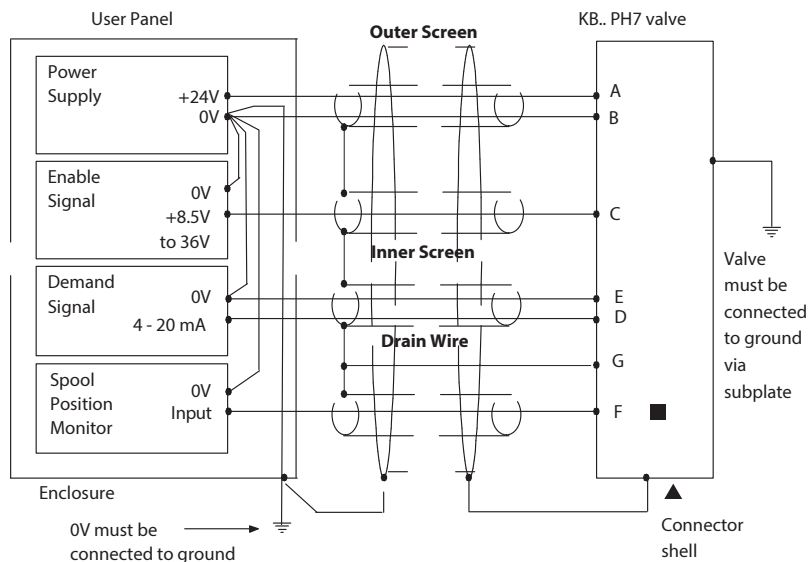 User Panel
Outer Screen
KB.. PH7 valve
Power
Supply
+24V
0V
A
B
Enable
Signal
0V
+8.5V
to 36V
C
Inner Screen
Demand
Signal
0V
4 - 20 mA
E
D
Drain Wire
G
Spool
Position
Monitor
0V
Input
F
Valve
must be
connected
to ground
via
subplate
Enclosure
0V must be
connected to ground
Connector
shell